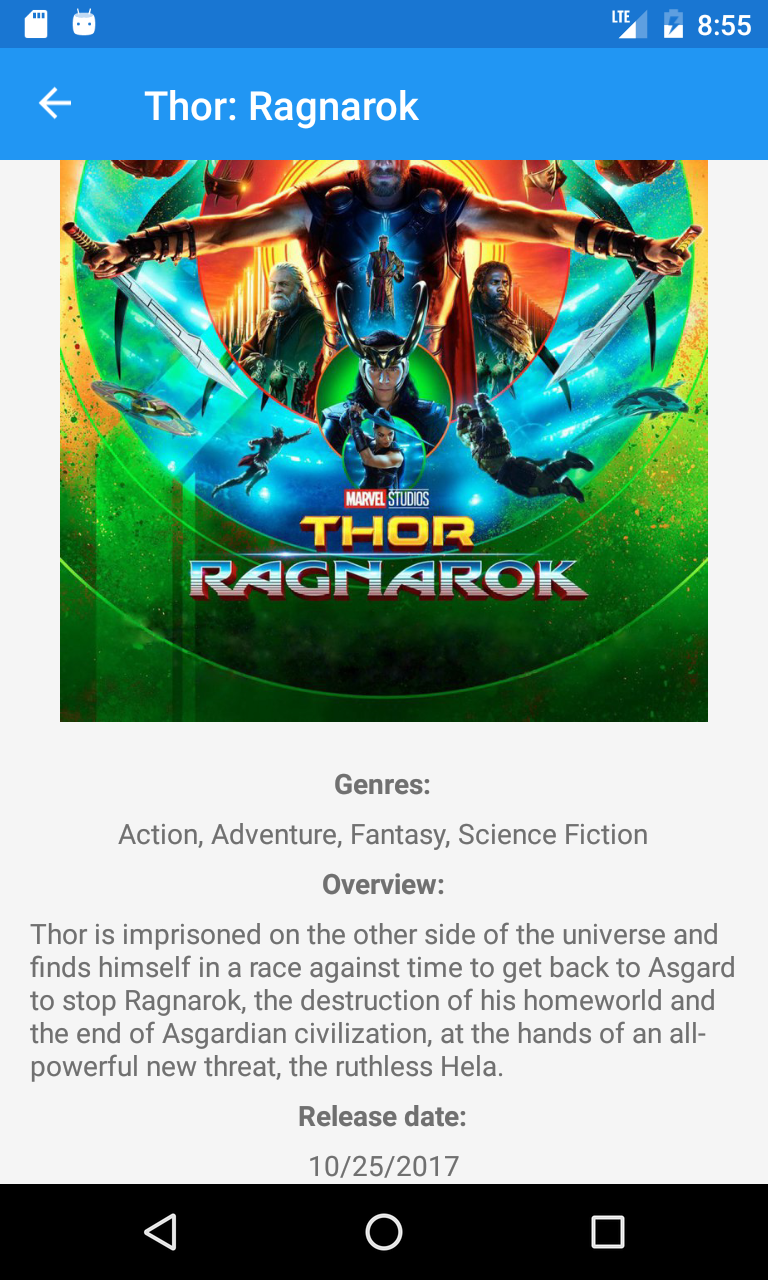 LTE 8:55
Thor: Ragnarok
MARVEL STUDIOS
THOR
RAGNAROK
Genres:
Action, Adventure, Fantasy, Science Fiction
Overview:
Thor is imprisoned on the other side of the universe and
finds himself in a race against time to get back to Asgard
to stop Ragnarok, the destruction of his homeworld and
the end of Asgardian civilization, at the hands of an all-
powerful new threat, the ruthless Hela.
Release date:
10/25/2017